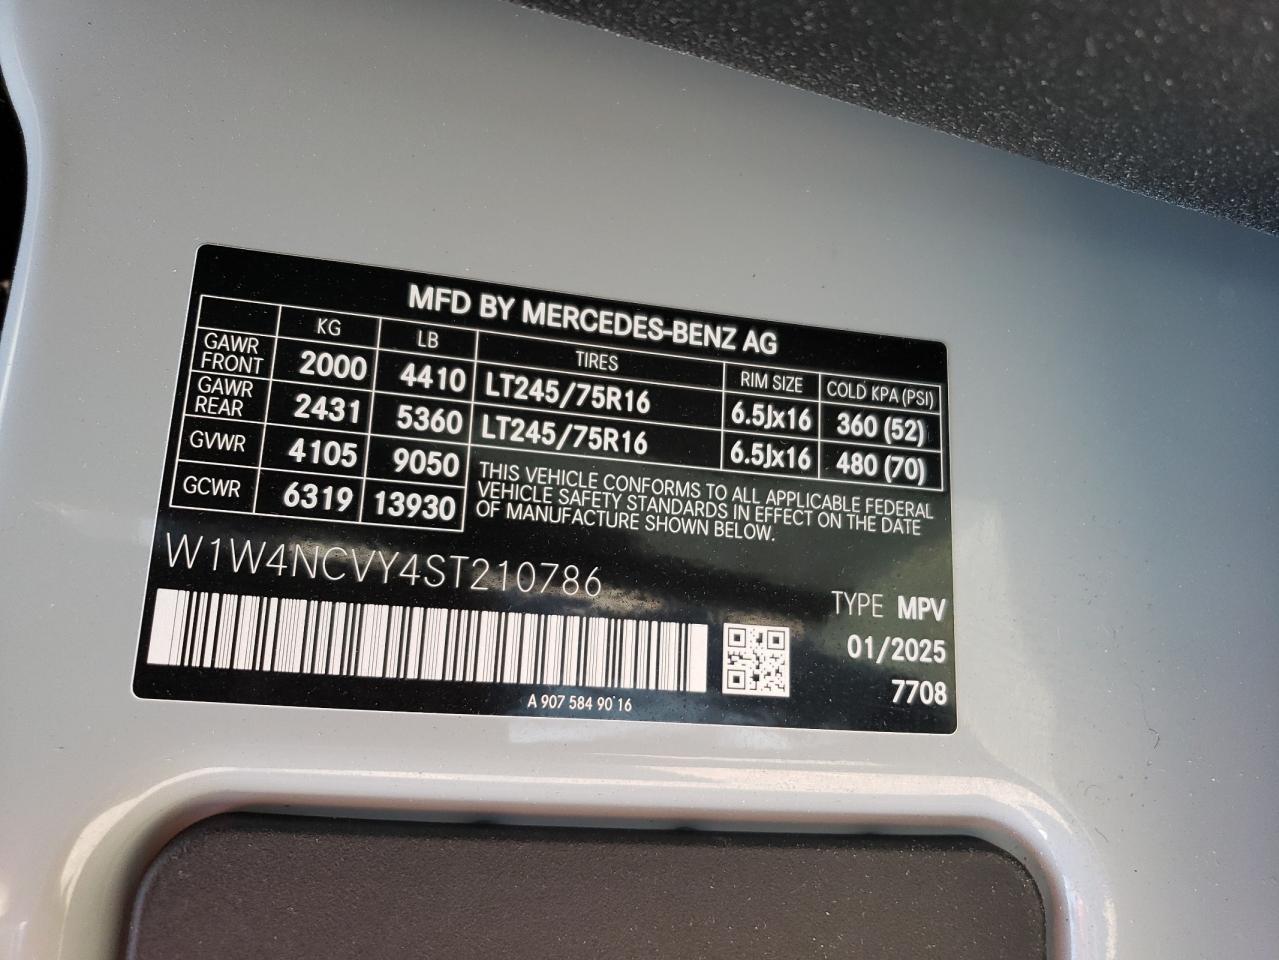 MFD BY MERCEDES-BENZ AG
KG LB TIRES RIM SIZE COLD KPA (PSI)
GAWR FRONT 2000 4410 LT245/75R16 6.5Jx16 360 (52)
GAWR REAR 2431 5360 LT245/75R16 6.5Jx16 480 (70)
GVWR 4105 9050
GCWR 6319 13930
THIS VEHICLE CONFORMS TO ALL APPLICABLE FEDERAL
VEHICLE SAFETY STANDARDS IN EFFECT ON THE DATE
OF MANUFACTURE SHOWN BELOW.
W1W4NCVY4ST210786
TYPE MPV
01/2025
7708
A 907 584 90 16